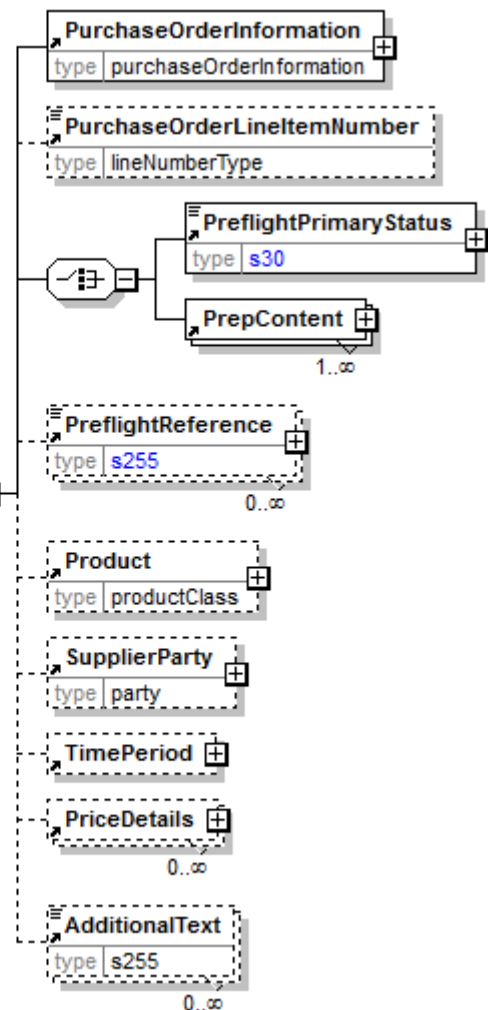 PurchaseOrderInformation
type purchaseOrderInformation
PurchaseOrderLineItemNumber
type lineNumberType
PreflightPrimaryStatus
type s30
PrepContent
1..∞
PreflightReference
type s255
0..∞
Product
type productClass
SupplierParty
type party
TimePeriod
PriceDetails
0..∞
AdditionalText
type s255
0..∞